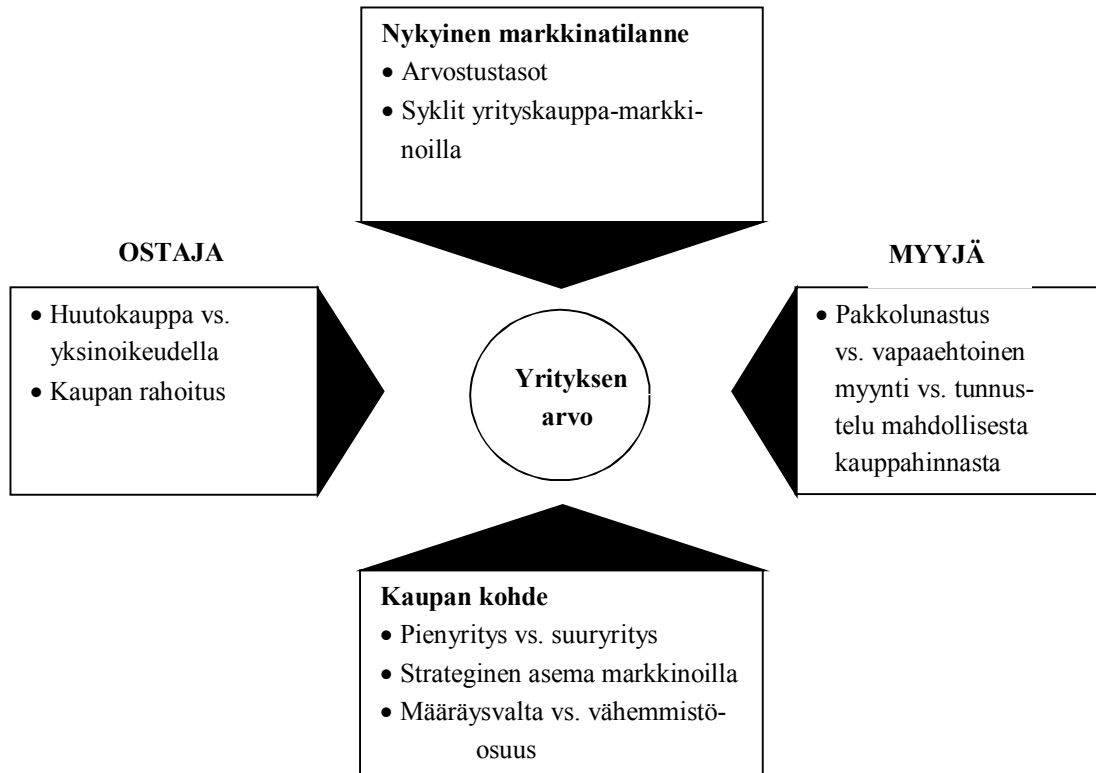 Nykyinen markkinatilanne
• Arvostustasot
• Syklit yrityskauppa-markki-
noilla
OSTAJA
• Huutokauppa vs.
yksinoikeudella
• Kaupan rahoitus
Yrityksen
arvo
MYYJÄ
• Pakkolunastus
vs. vapaaehtoinen
myynti vs. tunnus-
telu mahdollisesta
kauppahinnasta
Kaupan kohde
• Pienyritys vs. suuryritys
• Strateginen asema markkinoilla
• Määräysvalta vs. vähemmistö-
osuus